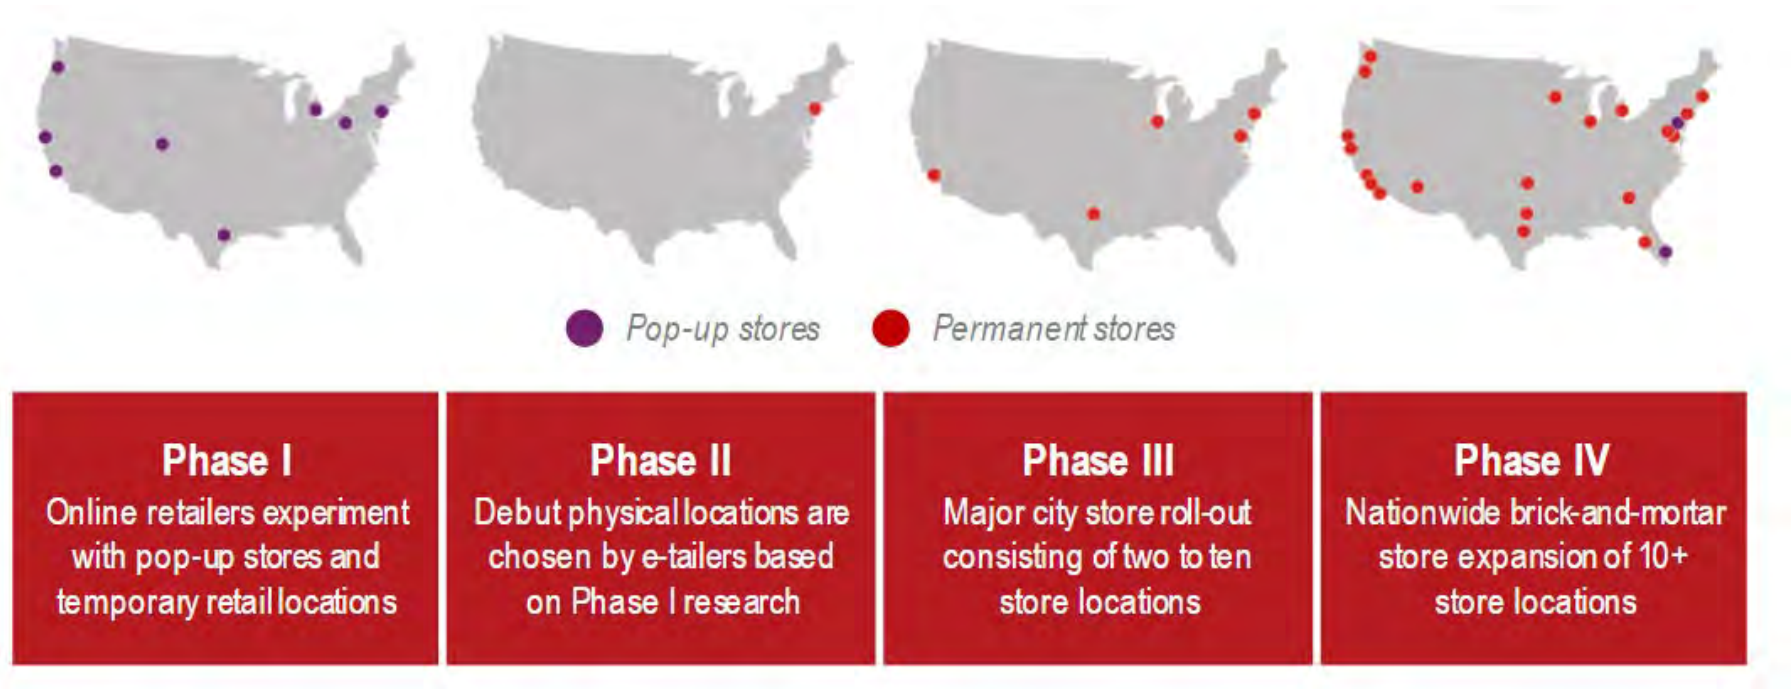 Pop-up stores
Permanent stores
Phase I
Online retailers experiment
with pop-up stores and
temporary retail locations
Phase II
Debut physical locations are
chosen by e-tailers based
on Phase I research
Phase III
Major city store roll-out
consisting of two to ten
store locations
Phase IV
Nationwide brick-and-mortar
store expansion of 10+
store locations